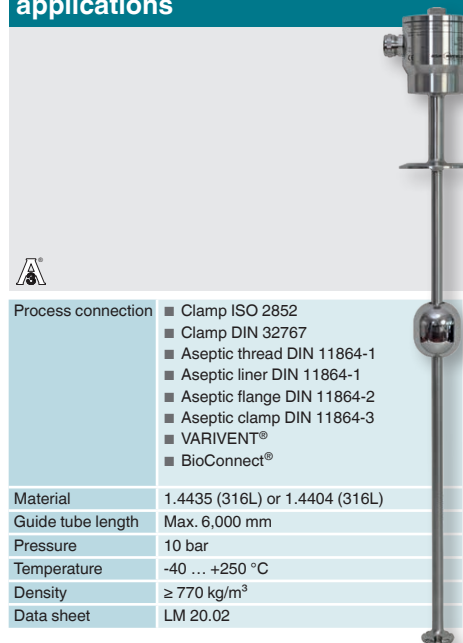 applications
Process connection ■ Clamp ISO 2852
■ Clamp DIN 32767
■ Aseptic thread DIN 11864-1
■ Aseptic liner DIN 11864-1
■ Aseptic flange DIN 11864-2
■ Aseptic clamp DIN 11864-3
■ VARIVENT®
■ BioConnect®
Material 1.4435 (316L) or 1.4404 (316L)
Guide tube length Max. 6,000 mm
Pressure 10 bar
Temperature -40 … +250 °C
Density ≥ 770 kg/m³
Data sheet LM 20.02